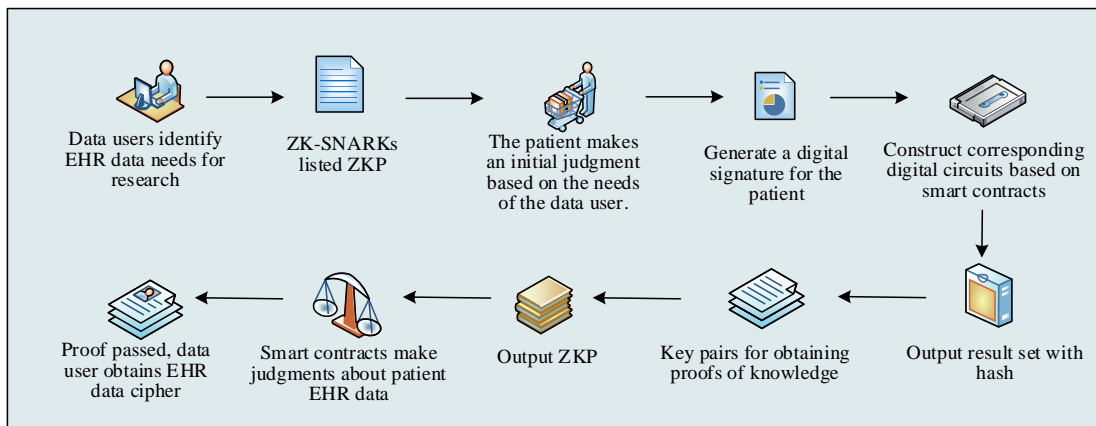 Data users identify
EHR data needs for
research
ZK-SNARKs
listed ZKP
The patient makes
an initial judgment
based on the needs
of the data user.
Generate a digital
signature for the
patient
Construct corresponding
digital circuits based on
smart contracts
Output result set with
hash
Key pairs for obtaining
proofs of knowledge
Output ZKP
Smart contracts make
judgments about patient
EHR data
Proof passed, data
user obtains EHR
data cipher